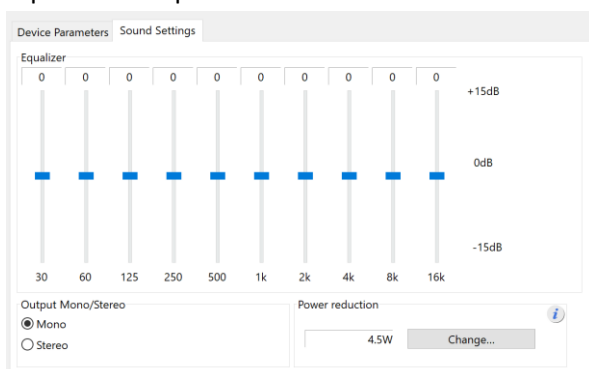 Device Parameters Sound Settings
Equalizer
0 0 0 0 0 0 0 0 0 0
+15dB
0dB
-15dB
30 60 125 250 500 1k 2k 4k 8k 16k
Output Mono/Stereo Power reduction
Mono
4.5W Change...
Stereo